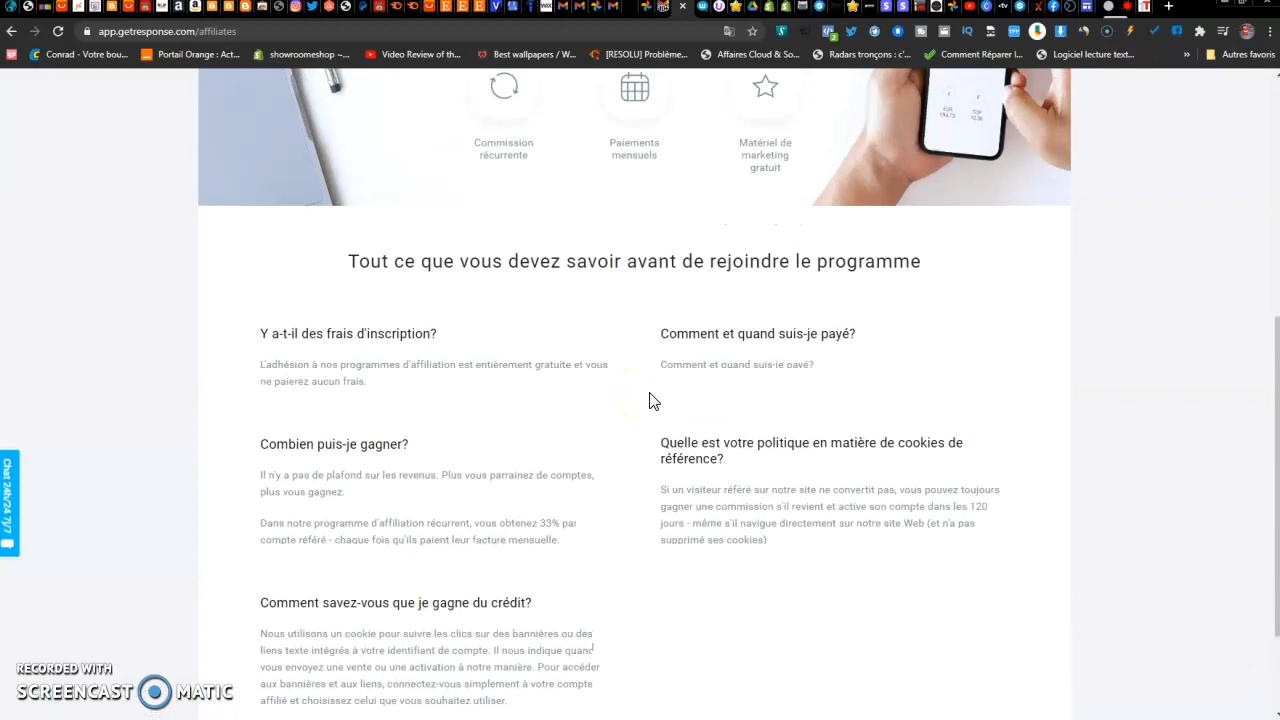 app.getresponse.com/affiliates
Conrad - Votre bou...
Portail Orange : Act...
showroomeshop ~...
Video Review of the...
Best wallpapers / W...
[RESOLU] Problème...
Affaires Cloud & So...
Radars tronçons : c'...
Comment Réparer l...
Logiciel lecture text...
»
Autres favoris
Commission
récurrente
Paiements
mensuels
Matériel de
marketing
gratuit
Tout ce que vous devez savoir avant de rejoindre le programme
Y a-t-il des frais d'inscription?
L'adhésion à nos programmes d'affiliation est entièrement gratuite et vous
ne paierez aucun frais.
Comment et quand suis-je payé?
Comment et quand suis-je payé?
Combien puis-je gagner?
Il n'y a pas de plafond sur les revenus. Plus vous parrainez de comptes,
plus vous gagnez.
Dans notre programme d'affiliation récurrent, vous obtenez 33% par
compte référé - chaque fois qu'ils paient leur facture mensuelle.
Quelle est votre politique en matière de cookies de
référence?
Si un visiteur référé sur notre site ne convertit pas, vous pouvez toujours
gagner une commission s'il revient et active son compte dans les 120
jours - même s'il navigue directement sur notre site Web (et n'a pas
supprimé ses cookies)
Comment savez-vous que je gagne du crédit?
Nous utilisons un cookie pour suivre les clics sur des bannières ou des
liens texte intégrés à votre identifiant de compte. Il nous indique quand
vous envoyez une vente ou une activation à notre manière. Pour accéder
aux bannières et aux liens, connectez-vous simplement à votre compte
affilié et choisissez celui que vous souhaitez utiliser.
Chat 24h/24 7j/7
RECORDED WITH
SCREENCAST MATIC